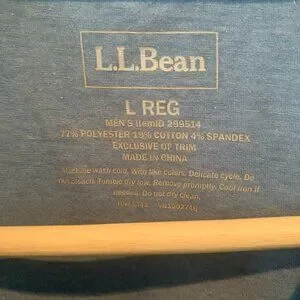 L.L.Bean
L REG
MEN'S ItemID 299514
77% POLYESTER 19% COTTON 4% SPANDEX
EXCLUSIVE OF TRIM
MADE IN CHINA
Machine wash cold. With like colors. Delicate cycle. Do
not bleach. Tumble dry low. Remove promptly. Cool iron if
needed. Do not dry clean.